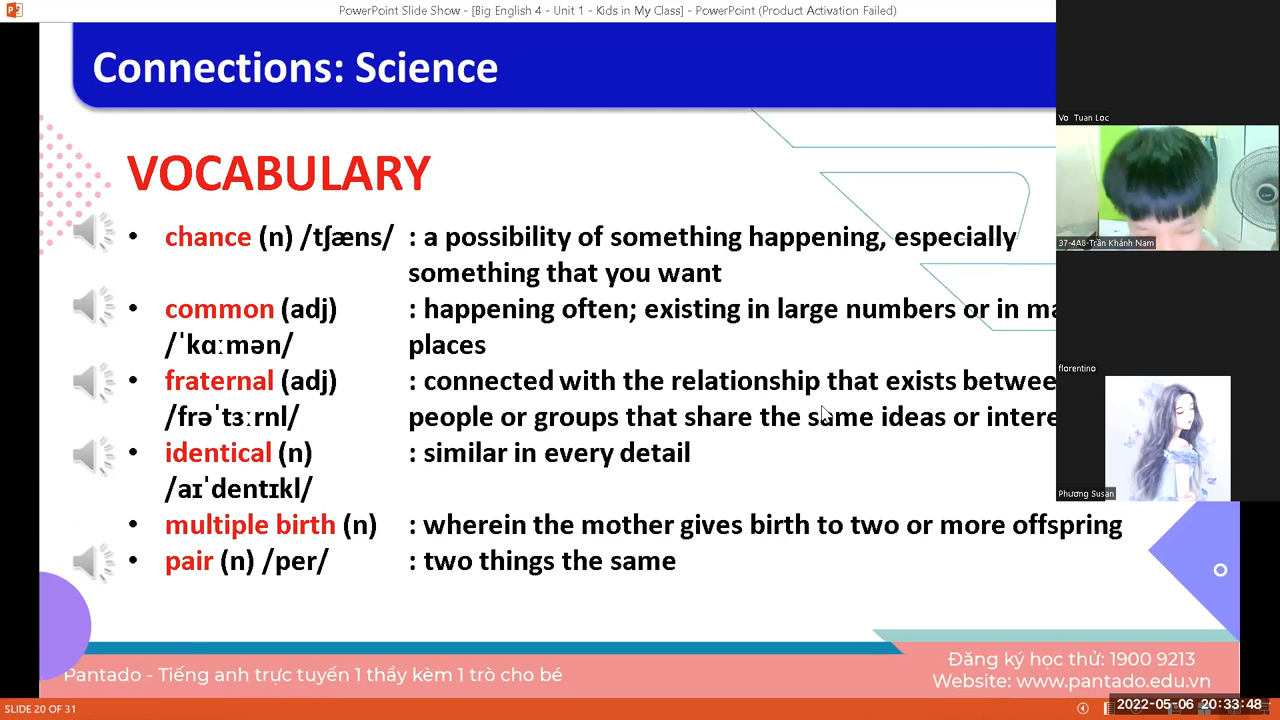 PowerPoint Slide Show - [Big English 4 - Unit 1 - Kids in My Class] - PowerPoint (Product Activation Failed)
Connections: Science
VOCABULARY
• chance (n) /tʃæns/ : a possibility of something happening, especially
something that you want
• common (adj) : happening often; existing in large numbers or in ma
/ˈkɑːmən/ places
• fraternal (adj) : connected with the relationship that exists betwee
/frəˈtɜːrnl/ people or groups that share the same ideas or intere
• identical (n) : similar in every detail
/aɪˈdentɪkl/
• multiple birth (n) : wherein the mother gives birth to two or more offspring
• pair (n) /per/ : two things the same
Vo Tuan Loc
37-4A8-Trần Khánh Nam
florentino
Phương Susan
Pantado - Tiếng anh trực tuyến 1 thầy kèm 1 trò cho bé
Đăng ký học thử: 1900 9213
Website: www.pantado.edu.vn
SLIDE 20 OF 31
2022-05-06 20:33:48